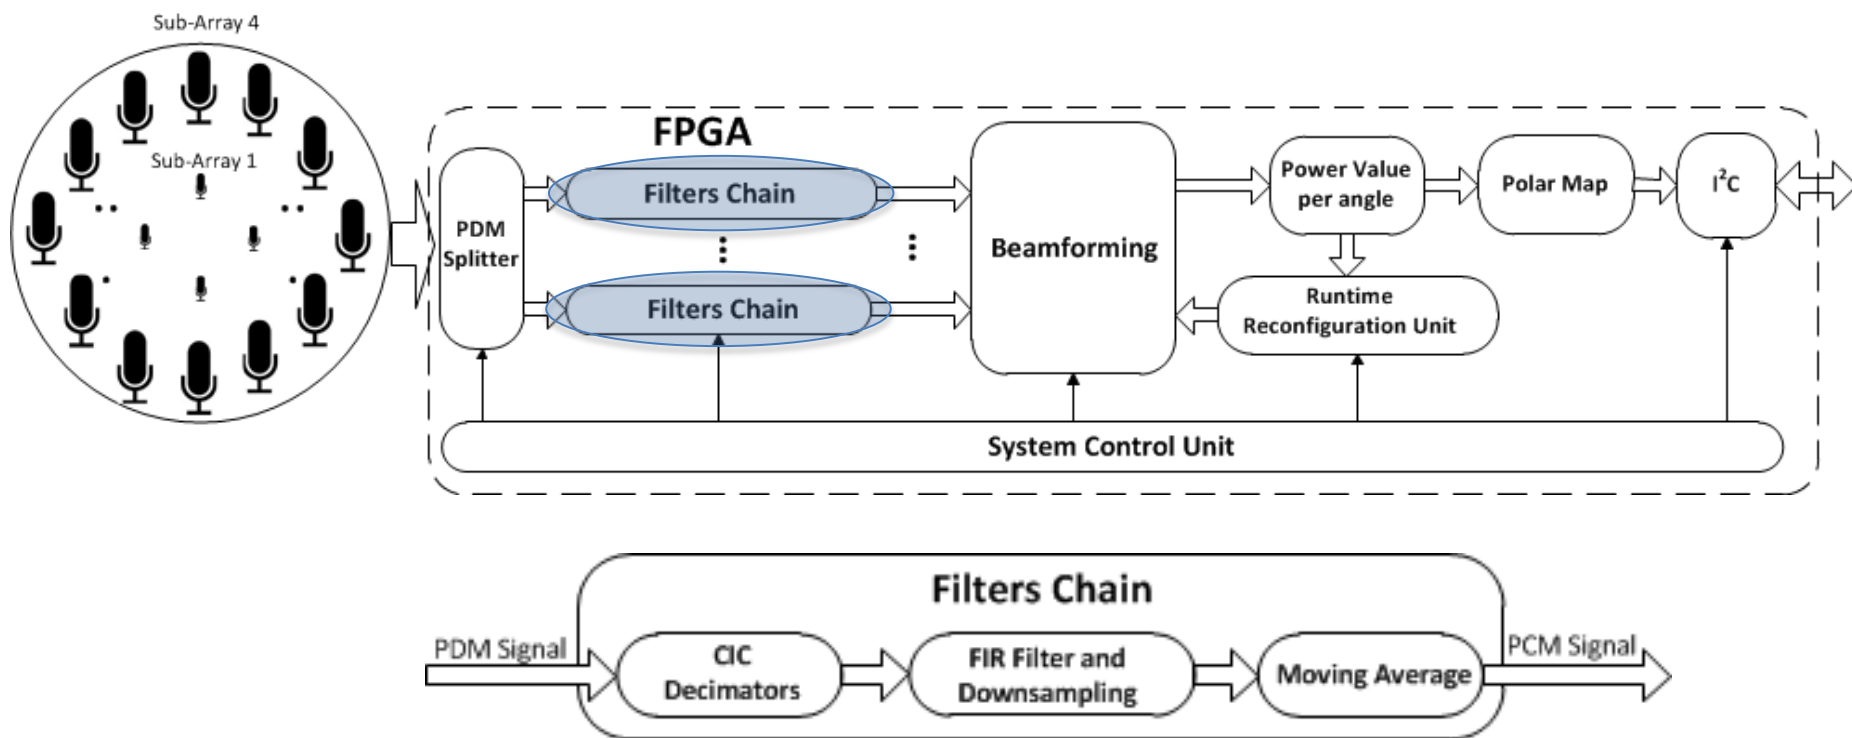 Sub-Array 4
Sub-Array 1
FPGA
PDM
Splitter
Filters Chain
Filters Chain
Beamforming
Power Value
per angle
Polar Map
I²C
Runtime
Reconfiguration Unit
System Control Unit
Filters Chain
PDM Signal
CIC
Decimators
FIR Filter and
Downsampling
Moving Average
PCM Signal